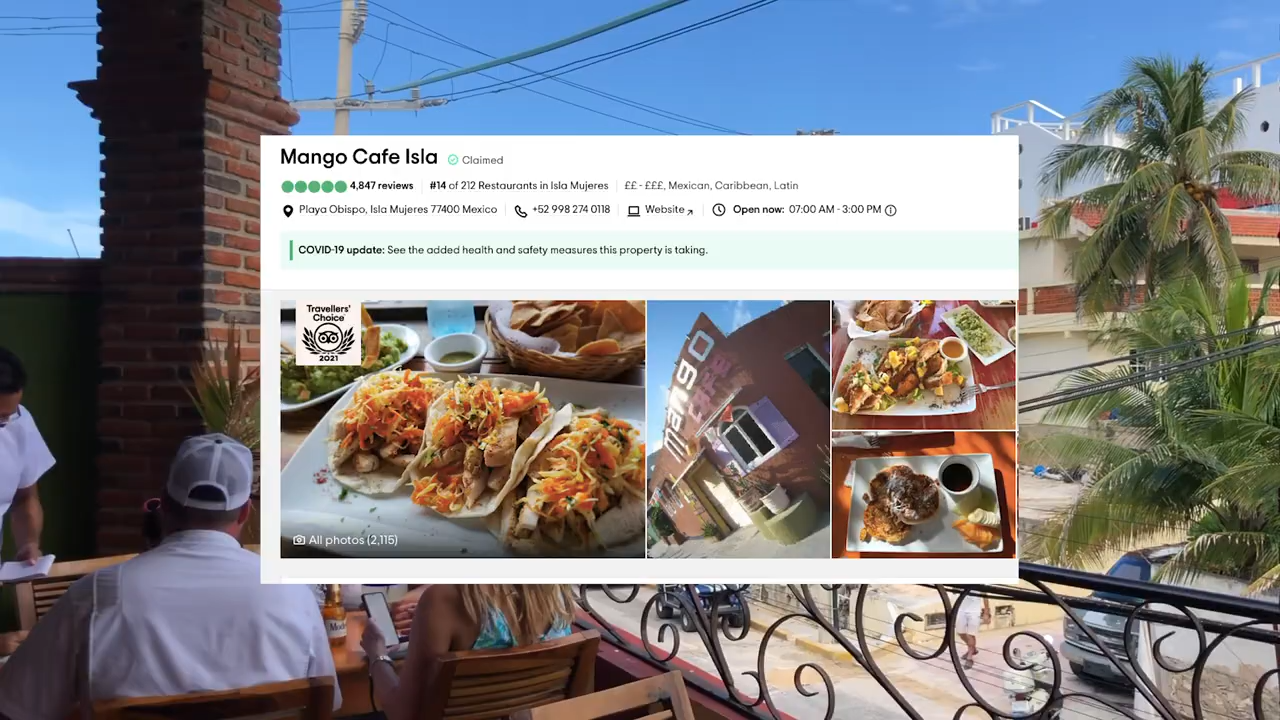 Mango Cafe Isla Claimed
4,847 reviews #14 of 212 Restaurants in Isla Mujeres ££ - £££, Mexican, Caribbean, Latin
Playa Obispo, Isla Mujeres 77400 Mexico +52 998 274 0118 Website Open now: 07:00 AM - 3:00 PM
COVID-19 update: See the added health and safety measures this property is taking.
Travellers'
Choice
2021
mango
CAFE
All photos (2,115)